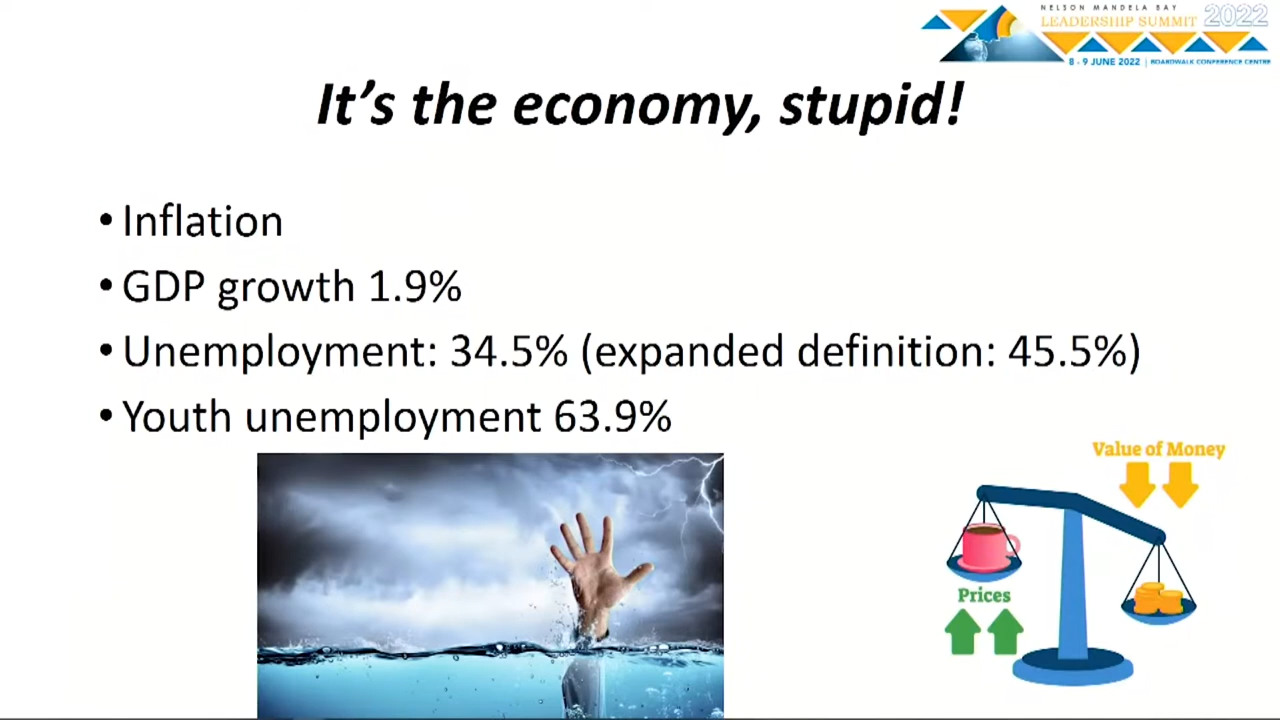 NELSON MANDELA BAY
LEADERSHIP SUMMIT 2022
8 - 9 JUNE 2022 | BOARDWALK CONFERENCE CENTRE
It's the economy, stupid!
• Inflation
• GDP growth 1.9%
• Unemployment: 34.5% (expanded definition: 45.5%)
• Youth unemployment 63.9%
Value of Money
Prices